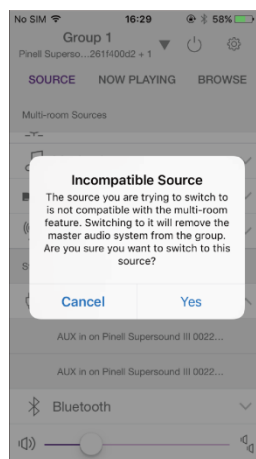 No SIM 16:29 58%
Group 1
Pinell Superso...261f400d2 + 1
SOURCE NOW PLAYING BROWSE
Multi-room Sources
Incompatible Source
The source you are trying to switch to
is not compatible with the multi-room
feature. Switching to it will remove the
master audio system from the group.
Are you sure you want to switch to this
source?
Cancel Yes
AUX in on Pinell Supersound III 0022...
AUX in on Pinell Supersound III 0022...
Bluetooth